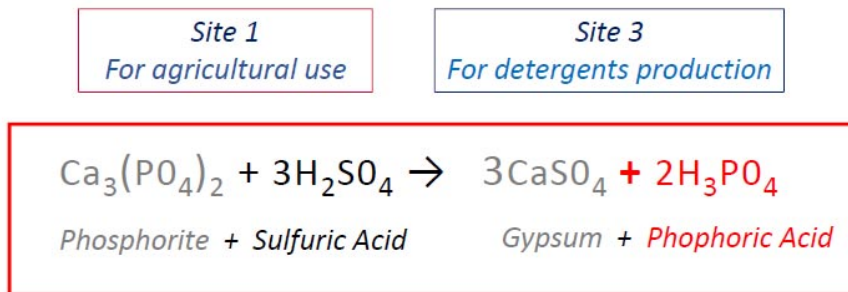 Site 1
For agricultural use
Site 3
For detergents production
Ca₃(PO₄)₂ + 3H₂SO₄ → 3CaSO₄ + 2H₃PO₄
Phosphorite + Sulfuric Acid Gypsum + Phophoric Acid